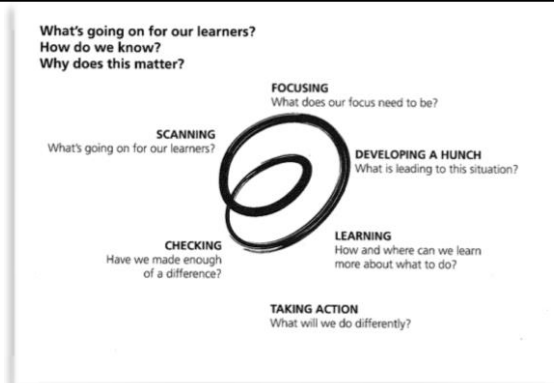 What's going on for our learners?
How do we know?
Why does this matter?
FOCUSING
What does our focus need to be?
SCANNING
What's going on for our learners?
DEVELOPING A HUNCH
What is leading to this situation?
LEARNING
How and where can we learn
more about what to do?
CHECKING
Have we made enough
of a difference?
TAKING ACTION
What will we do differently?